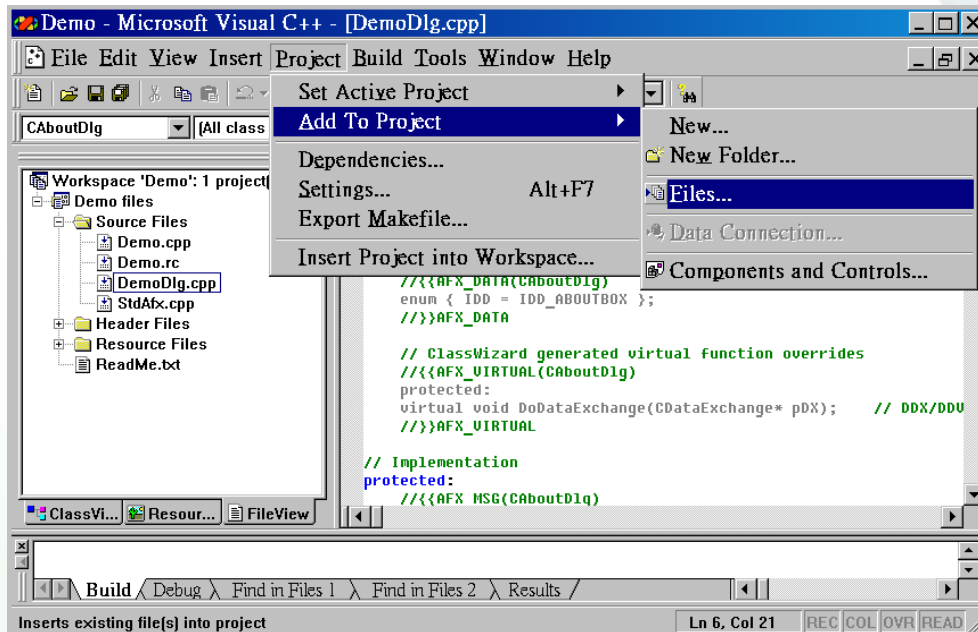 Demo - Microsoft Visual C++ - [DemoDlg.cpp]
File Edit View Insert Project Build Tools Window Help
Set Active Project
Add To Project
Dependencies...
Settings... Alt+F7
Export Makefile...
Insert Project into Workspace...
New...
New Folder...
Files...
Data Connection...
Components and Controls...
CAboutDlg
(All class
Workspace 'Demo': 1 project(
Demo files
Source Files
Demo.cpp
Demo.rc
DemoDlg.cpp
StdAfx.cpp
Header Files
Resource Files
ReadMe.txt
ClassVi... Resour... FileView
//{{AFX_DATA(CAboutDlg)
enum { IDD = IDD_ABOUTBOX };
//}}AFX_DATA
// ClassWizard generated virtual function overrides
//{{AFX_VIRTUAL(CAboutDlg)
protected:
virtual void DoDataExchange(CDataExchange* pDX); // DDX/DDV
//}}AFX_VIRTUAL
// Implementation
protected:
//{{AFX_MSG(CAboutDlg)
Build Debug Find in Files 1 Find in Files 2 Results
Inserts existing file(s) into project
Ln 6, Col 21 REC COL OVR READ